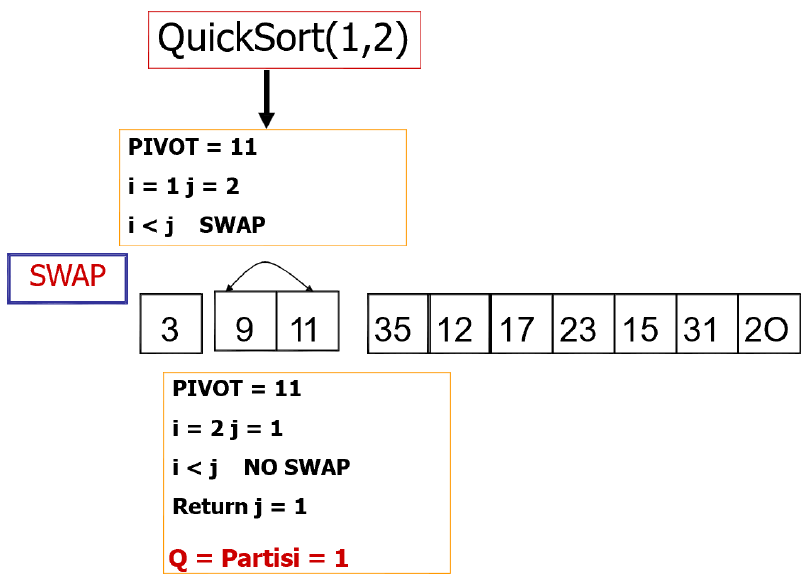 QuickSort(1,2)
PIVOT = 11
i = 1 j = 2
i < j SWAP
SWAP
3 9 11 35 12 17 23 15 31 2O
PIVOT = 11
i = 2 j = 1
i < j NO SWAP
Return j = 1
Q = Partisi = 1